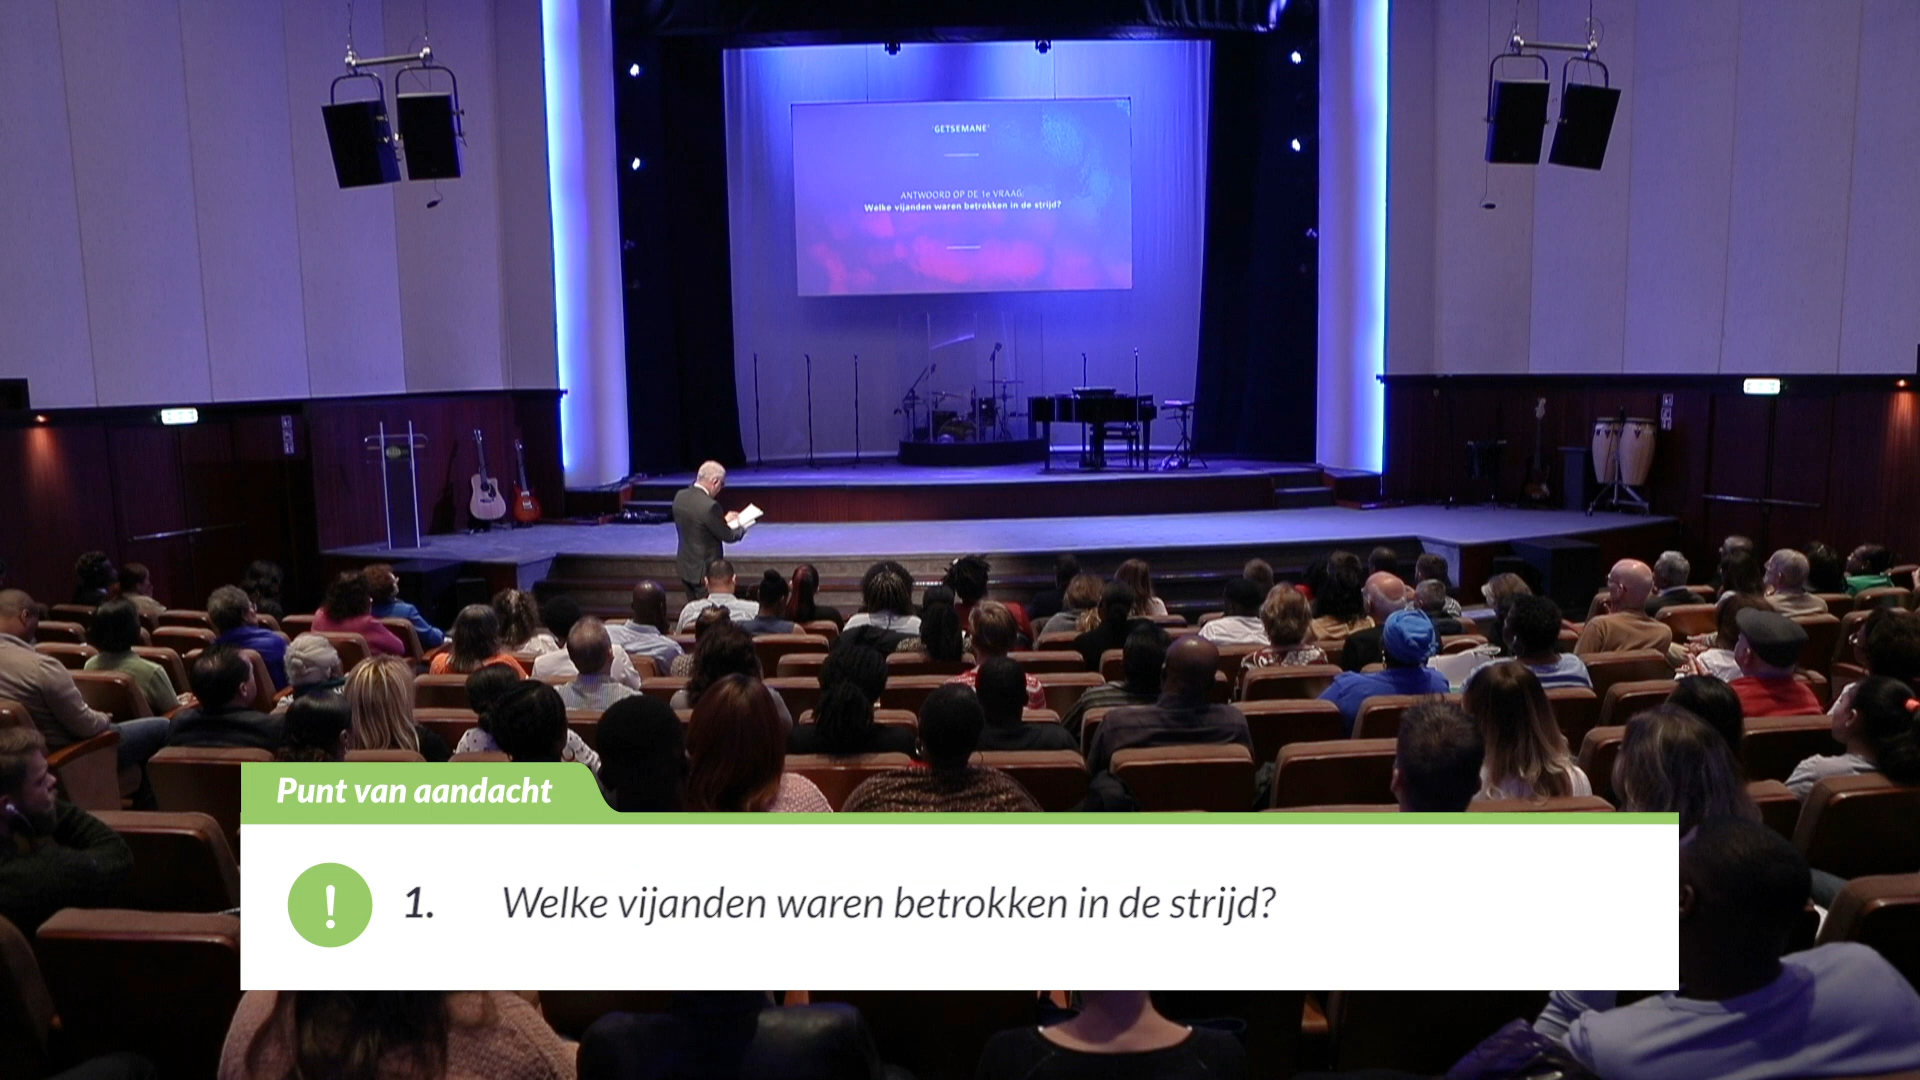 'GETSEMANE'
ANTWOORD OP DE 1e VRAAG:
Welke vijanden waren betrokken in de strijd?
Punt van aandacht
! 1. Welke vijanden waren betrokken in de strijd?